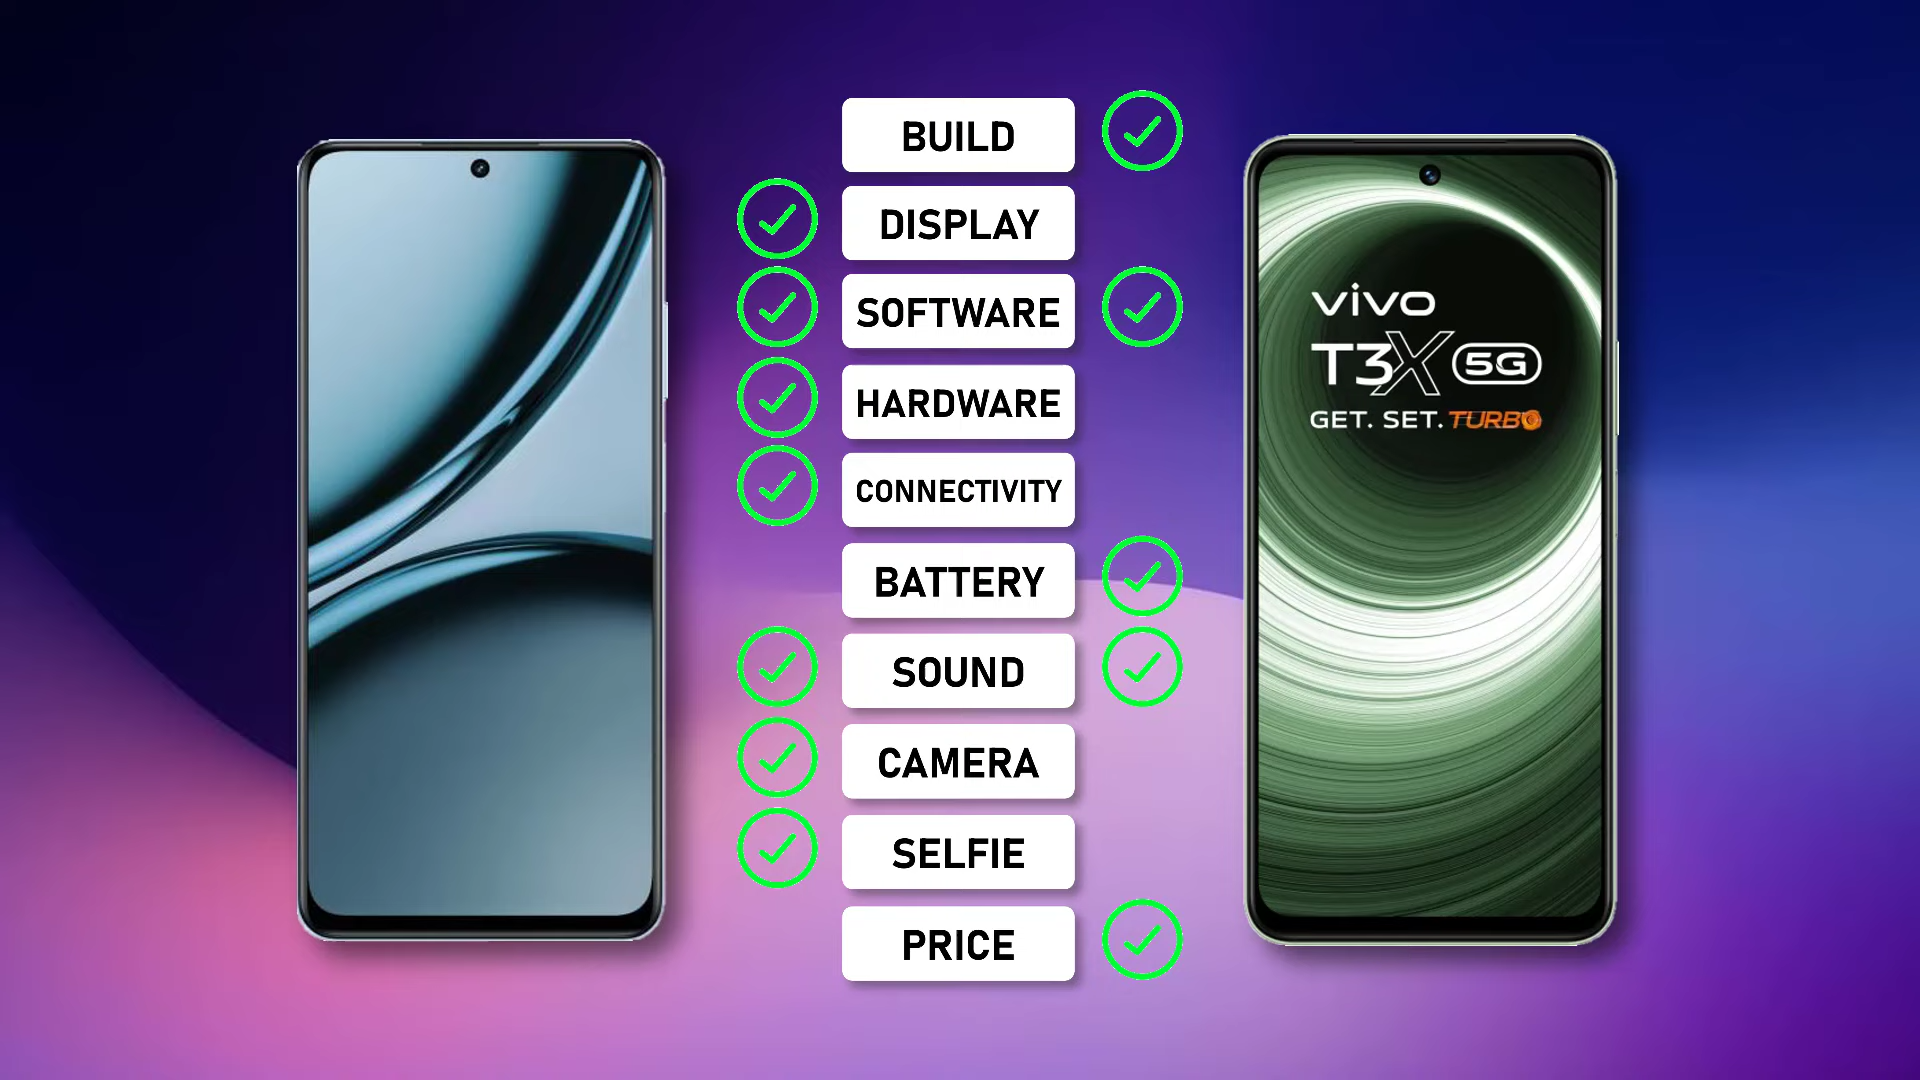 BUILD
DISPLAY
SOFTWARE
HARDWARE
CONNECTIVITY
BATTERY
SOUND
CAMERA
SELFIE
PRICE
vivo
T3X 5G
GET. SET. TURBO